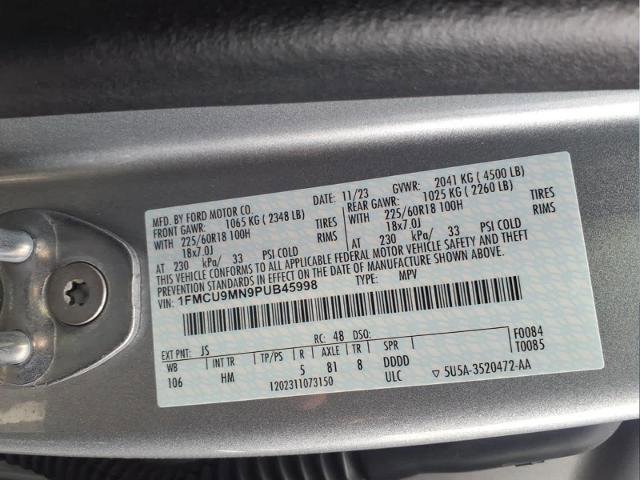 MFD. BY FORD MOTOR CO.
DATE: 11/23 GVWR: 2041 KG ( 4500 LB)
FRONT GAWR: 1065 KG ( 2348 LB)
REAR GAWR: 1025 KG ( 2260 LB)
WITH 225/60R18 100H TIRES
WITH 225/60R18 100H TIRES
18x7.0J RIMS
18x7.0J RIMS
AT 230 kPa/ 33 PSI COLD
AT 230 kPa/ 33 PSI COLD
THIS VEHICLE CONFORMS TO ALL APPLICABLE FEDERAL MOTOR VEHICLE SAFETY AND THEFT
PREVENTION STANDARDS IN EFFECT ON THE DATE OF MANUFACTURE SHOWN ABOVE.
VIN: 1FMCU9MN9PUB45998 TYPE: MPV
EXT PNT: JS RC: 48 DSO: F0084
WB INT TR TP/PS R AXLE TR SPR T0085
106 HM 5 81 8 DDDD
1202311073150 ULC ▽ 5U5A-3520472-AA